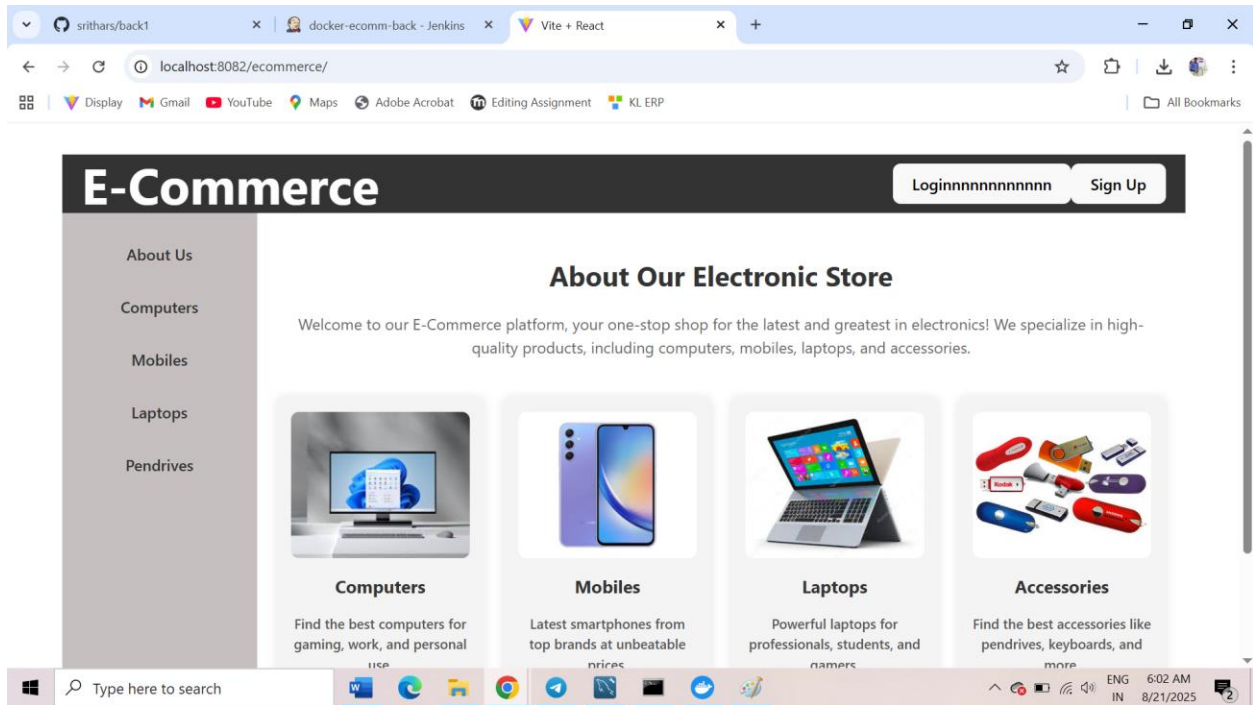 srithars/back1
docker-ecomm-back - Jenkins
Vite + React
localhost:8082/ecommerce/
Display Gmail YouTube Maps Adobe Acrobat Editing Assignment KL ERP
All Bookmarks
E-Commerce
Loginnnnnnnnnnnn Sign Up
About Us
Computers
Mobiles
Laptops
Pendrives
About Our Electronic Store
Welcome to our E-Commerce platform, your one-stop shop for the latest and greatest in electronics! We specialize in high-
quality products, including computers, mobiles, laptops, and accessories.
Kodak
Computers
Find the best computers for
gaming, work, and personal
use
Mobiles
Latest smartphones from
top brands at unbeatable
prices
Laptops
Powerful laptops for
professionals, students, and
gamers
Accessories
Find the best accessories like
pendrives, keyboards, and
more
Type here to search
ENG
IN
6:02 AM
8/21/2025
2